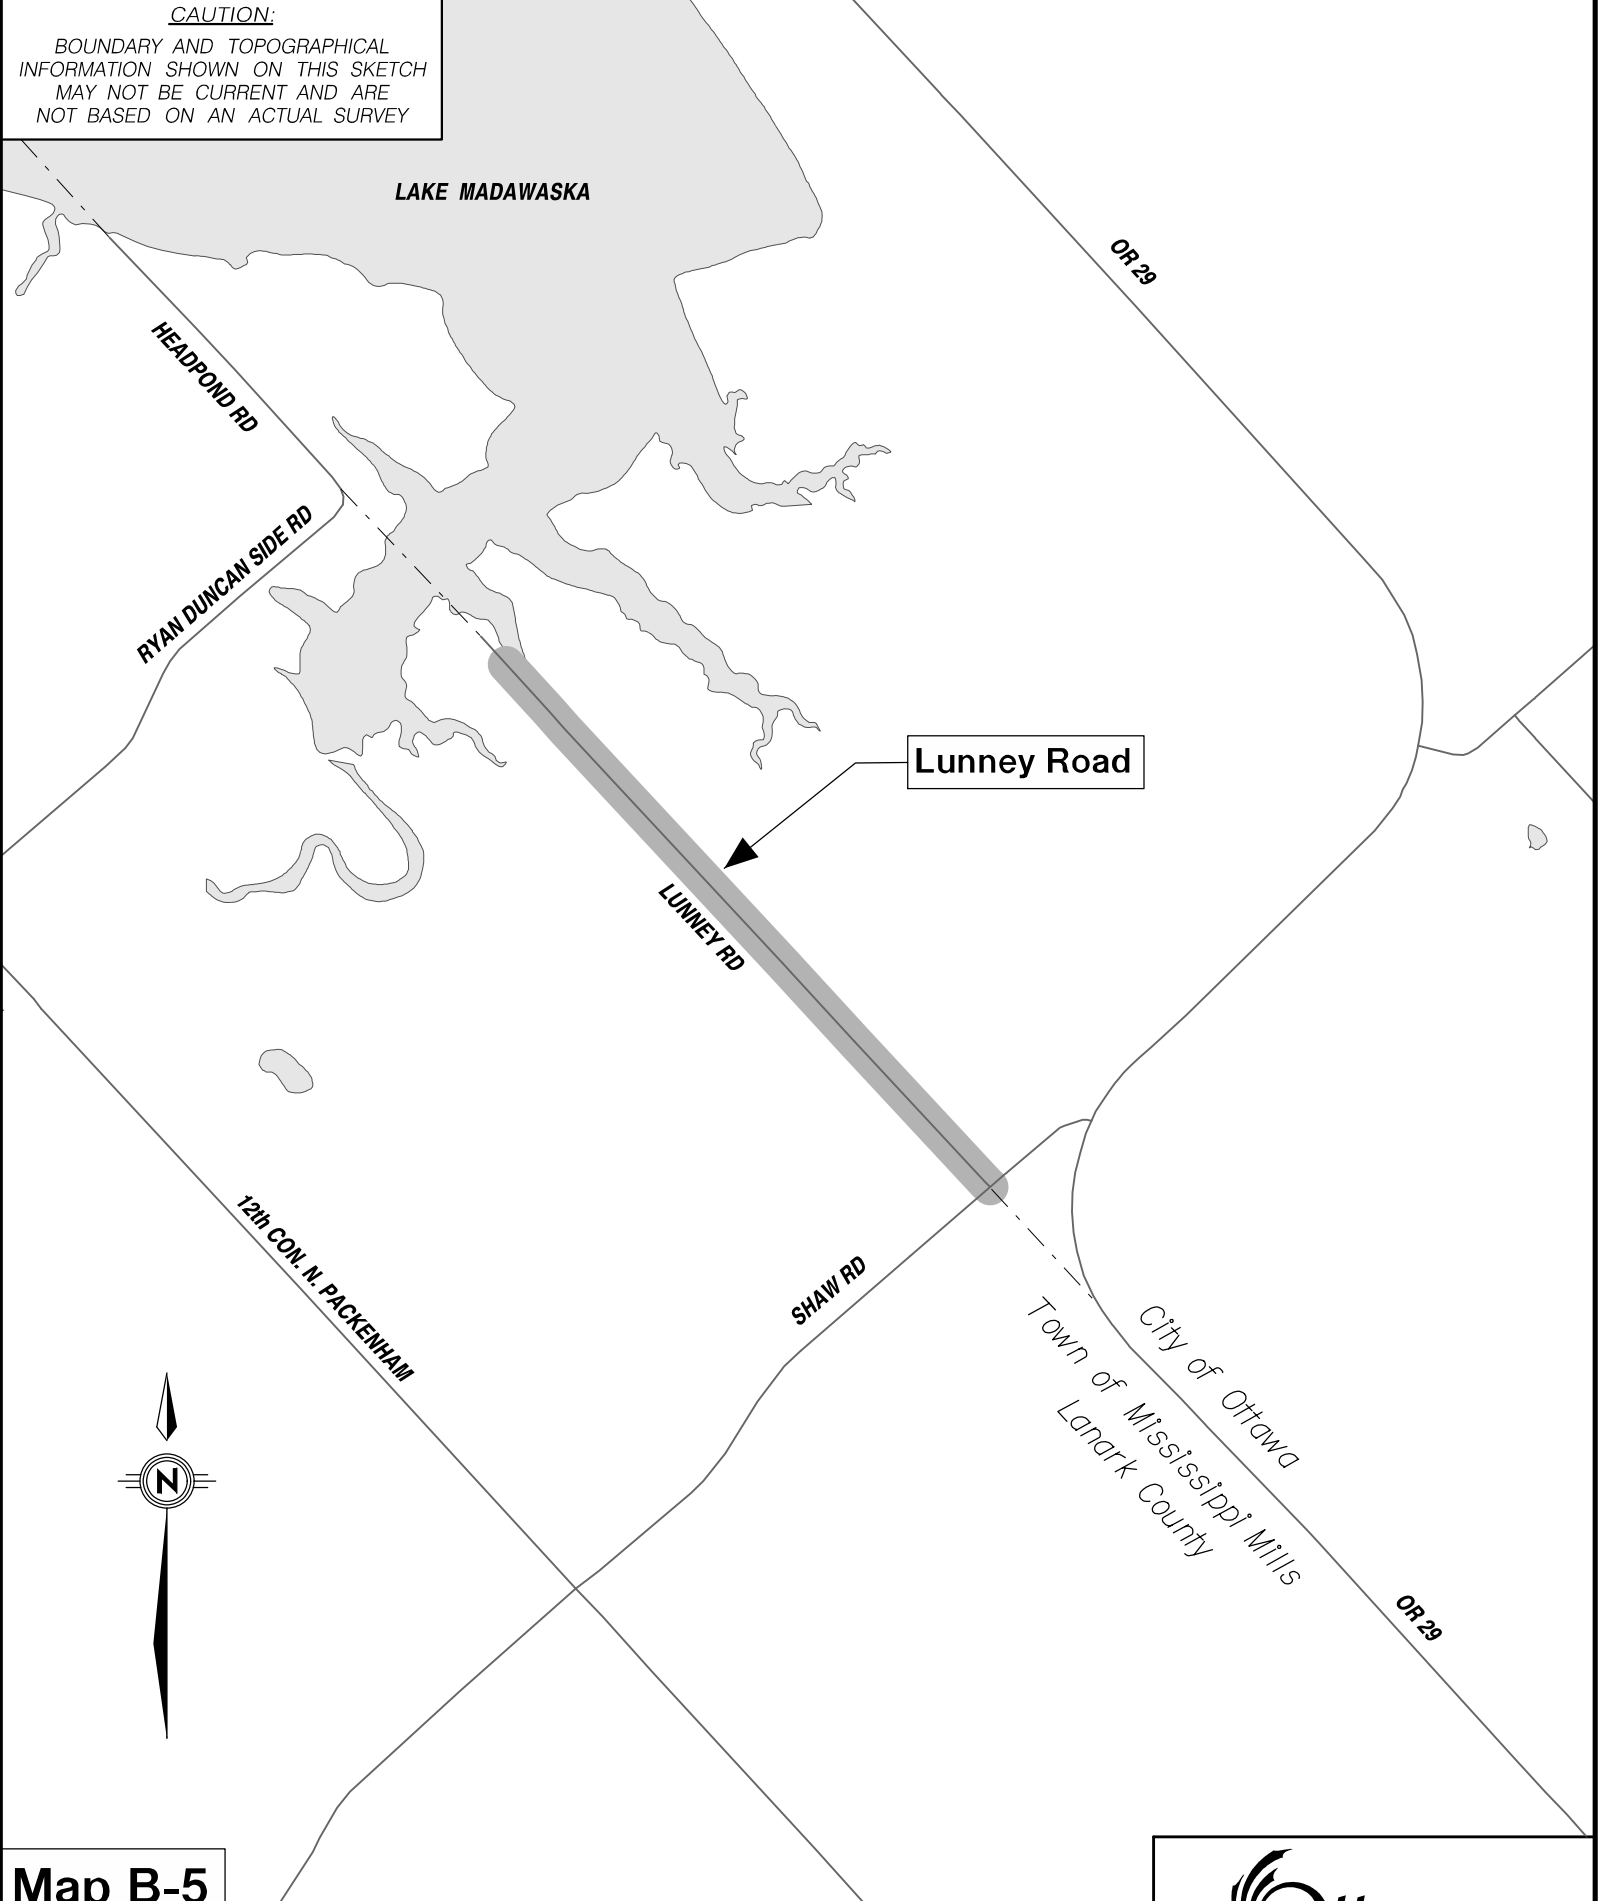 CAUTION:
BOUNDARY AND TOPOGRAPHICAL
INFORMATION SHOWN ON THIS SKETCH
MAY NOT BE CURRENT AND ARE
NOT BASED ON AN ACTUAL SURVEY
LAKE MADAWASKA
OR 29
HEADPOND RD
RYAN DUNCAN SIDE RD
Lunney Road
LUNNEY RD
12th CON. N. PACKENHAM
SHAW RD
City of Ottawa
Town of Mississippi Mills
Lanark County
N
OR 29
Map B-5